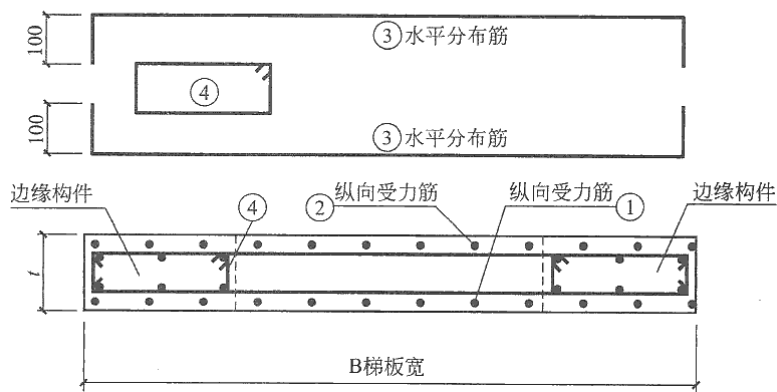 100
③水平分布筋
④
100
③水平分布筋
边缘构件
④
②
纵向受力筋
纵向受力筋
①
边缘构件
t
B梯板宽